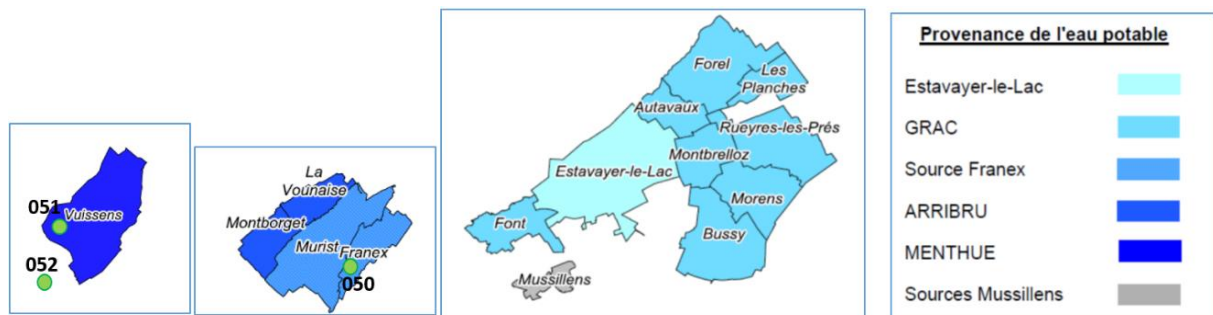 051
Vuissens
052
La
Vounaise
Montborget
Murist
Franex
050
Forel
Les
Planches
Autavaux
Rueyres-les-Prés
Montbrelloz
Estavayer-le-Lac
Morens
Font
Bussy
Mussillens
Provenance de l'eau potable
Estavayer-le-Lac
GRAC
Source Franex
ARRIBRU
MENTHUE
Sources Mussillens